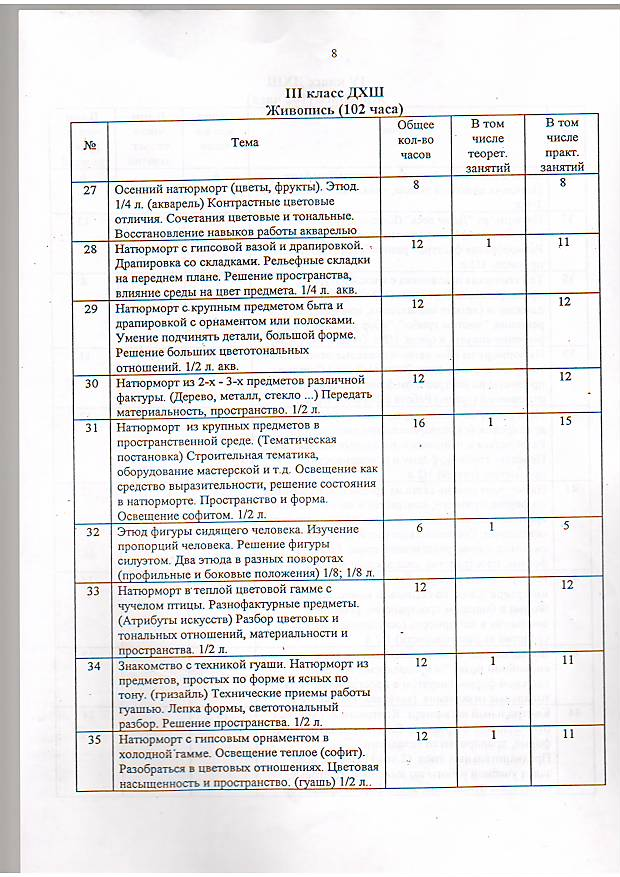 8
III класс ДХШ
Живопись (102 часа)
№
Тема
Общее
кол-во
часов
В том
числе
теорет.
занятий
В том
числе
практ.
занятий
27
Осенний натюрморт (цветы, фрукты). Этюд.
1/4 л. (акварель) Контрастные цветовые
отличия. Сочетания цветовые и тональные.
Восстановление навыков работы акварелью
8
8
28
Натюрморт с гипсовой вазой и драпировкой.
Драпировка со складками. Рельефные складки
на переднем плане. Решение пространства,
влияние среды на цвет предмета. 1/4 л. акв.
12
1
11
29
Натюрморт с крупным предметом быта и
драпировкой с орнаментом или полосками.
Умение подчинять детали, большой форме.
Решение больших цветотональных
отношений. 1/2 л. акв.
12
12
30
Натюрморт из 2-х - 3-х предметов различной
фактуры. (Дерево, металл, стекло ...) Передать
материальность, пространство. 1/2 л.
12
12
31
Натюрморт из крупных предметов в
пространственной среде. (Тематическая
постановка) Строительная тематика,
оборудование мастерской и т.д. Освещение как
средство выразительности, решение состояния
в натюрморте. Пространство и форма.
Освещение софитом. 1/2 л.
16
1
15
32
Этюд фигуры сидящего человека. Изучение
пропорций человека. Решение фигуры
силуэтом. Два этюда в разных поворотах
(профильные и боковые положения) 1/8; 1/8 л.
6
1
5
33
Натюрморт в теплой цветовой гамме с
чучелом птицы. Разнофактурные предметы.
(Атрибуты искусств) Разбор цветовых и
тональных отношений, материальности и
пространства. 1/2 л.
12
12
34
Знакомство с техникой гуаши. Натюрморт из
предметов, простых по форме и ясных по
тону. (гризайль) Технические приемы работы
гуашью. Лепка формы, светотональный
разбор. Решение пространства. 1/2 л.
12
1
11
35
Натюрморт с гипсовым орнаментом в
холодной гамме. Освещение теплое (софит).
Разобраться в цветовых отношениях. Цветовая
насыщенность и пространство. (гуашь) 1/2 л..
12
1
11